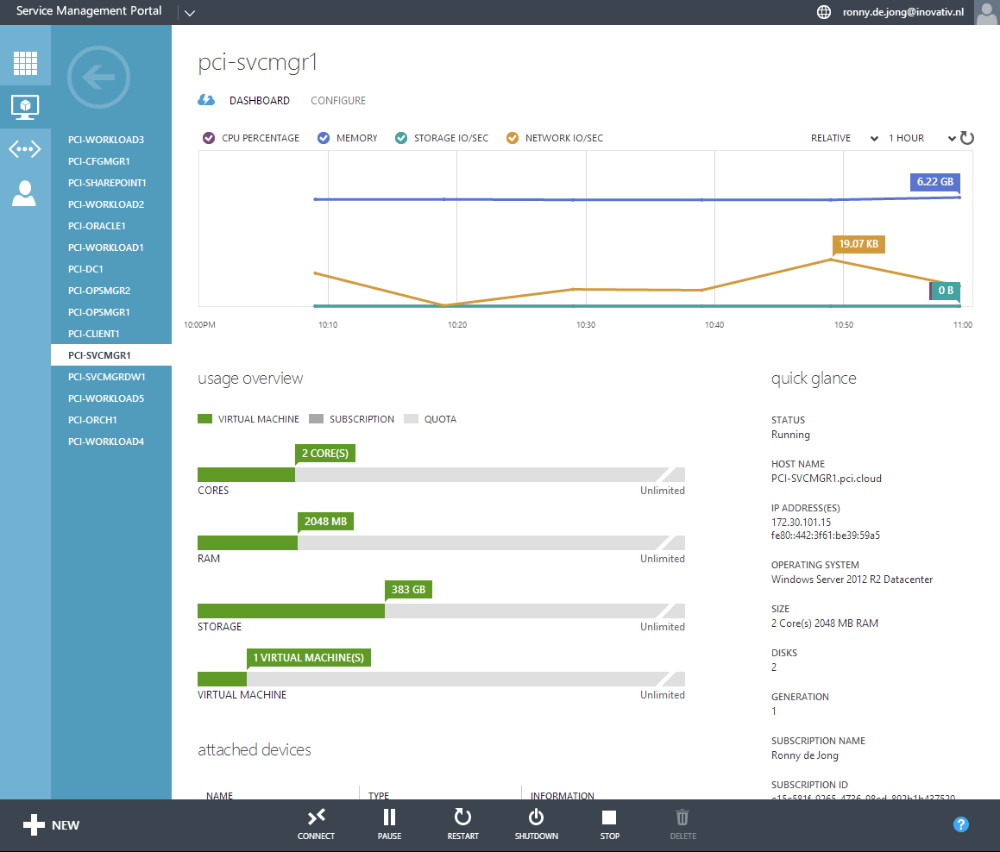 Service Management Portal
ronny.de.jong@inovativ.nl
PCI-WORKLOAD3
PCI-CFGMGR1
PCI-SHAREPOINT1
PCI-WORKLOAD2
PCI-ORACLE1
PCI-WORKLOAD1
PCI-DC1
PCI-OPSMGR2
PCI-OPSMGR1
PCI-CLIENT1
PCI-SVCMGR1
PCI-SVCMGRDW1
PCI-WORKLOAD5
PCI-ORCH1
PCI-WORKLOAD4
pci-svcmgr1
DASHBOARD CONFIGURE
CPU PERCENTAGE MEMORY STORAGE IO/SEC NETWORK IO/SEC RELATIVE 1 HOUR
6.22 GB
19.07 KB
0 B
10:00PM 10:10 10:20 10:30 10:40 10:50 11:00
usage overview
VIRTUAL MACHINE SUBSCRIPTION QUOTA
2 CORE(S)
CORES Unlimited
2048 MB
RAM Unlimited
383 GB
STORAGE Unlimited
1 VIRTUAL MACHINE(S)
VIRTUAL MACHINE Unlimited
attached devices
NAME TYPE INFORMATION
quick glance
STATUS
Running
HOST NAME
PCI-SVCMGR1.pci.cloud
IP ADDRESS(ES)
172.30.101.15
fe80::442:3f61:be39:59a5
OPERATING SYSTEM
Windows Server 2012 R2 Datacenter
SIZE
2 Core(s) 2048 MB RAM
DISKS
2
GENERATION
1
SUBSCRIPTION NAME
Ronny de Jong
SUBSCRIPTION ID
NEW
CONNECT PAUSE RESTART SHUTDOWN STOP DELETE
?